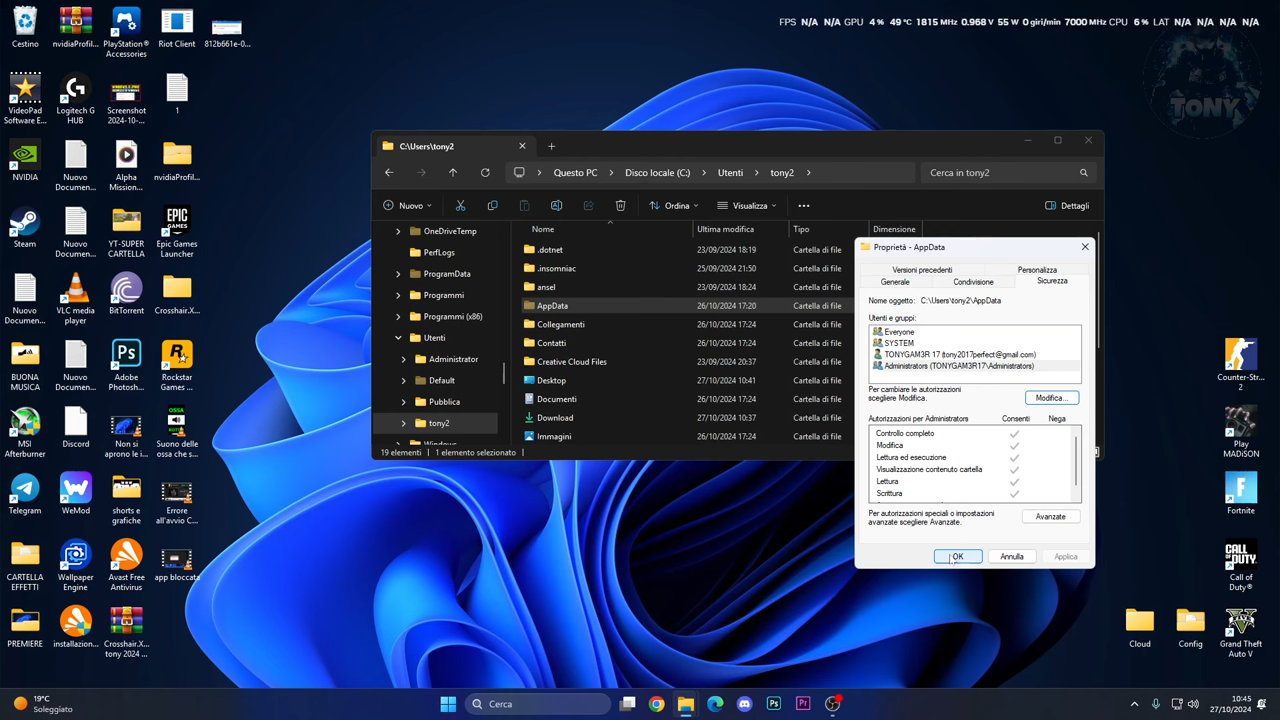 FPS N/A N/A GPU 4 % 49 °C 1815 MHz 0.968 V 55 W 0 giri/min 7000 MHz CPU 6 % LAT N/A N/A N/A N/A
TONY
Cestino
nvidiaProfil...
PlayStation® Accessories
Riot Client
812b661e-0...
VideoPad Software E...
Logitech G HUB
Screenshot 2024-10-...
1
NVIDIA
Nuovo Documen...
Alpha Mission...
nvidiaProfil...
Steam
Nuovo Documen...
YT-SUPER CARTELLA
Epic Games Launcher
VLC media player
BitTorrent
Crosshair.X...
BUONA MUSICA
Adobe Photosh...
Nuovo Documen...
Rockstar Games ...
MSI Afterburner
Discord
Non si aprono le i...
Suono delle ossa c...
Telegram
WeMod
shorts e grafiche
Errore all'avvio C...
CARTELLA EFFETTI
Wallpaper Engine
Avast Free Antivirus
app bloccata
PREMIERE
installazion...
Crosshair.X... tony 2024 ...
C:\Users\tony2
Questo PC > Disco locale (C:) > Utenti > tony2 >
Cerca in tony2
Nuovo
Ordina
Visualizza
Dettagli
Nome Ultima modifica Tipo Dimensione
OneDriveTemp
PerfLogs
ProgramData
Programmi
Programmi (x86)
Utenti
Administrator
Default
Pubblica
tony2
Windows
.dotnet 23/09/2024 18:19 Cartella di file
.insomniac 25/09/2024 21:50 Cartella di file
ansel 23/09/2024 18:24 Cartella di file
AppData 26/10/2024 17:20 Cartella di file
Collegamenti 26/10/2024 17:24 Cartella di file
Contatti 26/10/2024 17:24 Cartella di file
Creative Cloud Files 23/09/2024 20:37 Cartella di file
Desktop 27/10/2024 10:41 Cartella di file
Documenti 26/10/2024 17:24 Cartella di file
Download 27/10/2024 10:37 Cartella di file
Immagini 26/10/2024 17:24 Cartella di file
19 elementi 1 elemento selezionato
Proprietà - AppData
Versioni precedenti Personalizza
Generale Condivisione Sicurezza
Nome oggetto: C:\Users\tony2\AppData
Utenti e gruppi:
Everyone
SYSTEM
TONYGAM3R 17 (tony2017perfect@gmail.com)
Administrators (TONYGAM3R17\Administrators)
Per cambiare le autorizzazioni
scegliere Modifica.
Modifica...
Autorizzazioni per Administrators Consenti Nega
Controllo completo
Modifica
Lettura ed esecuzione
Visualizzazione contenuto cartella
Lettura
Scrittura
Per autorizzazioni speciali o impostazioni
avanzate scegliere Avanzate.
Avanzate
OK Annulla Applica
Counter-Str... 2
Play MADiSON
Fortnite
Call of Duty®
Cloud
Config
Grand Theft Auto V
19°C
Soleggiato
Cerca
10:45
27/10/2024